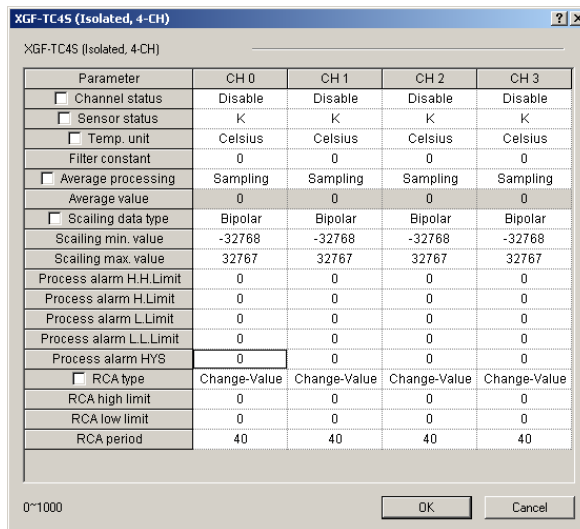 XGF-TC4S (Isolated, 4-CH)
XGF-TC4S (Isolated, 4-CH)
Parameter CH 0 CH 1 CH 2 CH 3
Channel status Disable Disable Disable Disable
Sensor status K K K K
Temp. unit Celsius Celsius Celsius Celsius
Filter constant 0 0 0 0
Average processing Sampling Sampling Sampling Sampling
Average value 0 0 0 0
Scailing data type Bipolar Bipolar Bipolar Bipolar
Scailing min. value -32768 -32768 -32768 -32768
Scailing max. value 32767 32767 32767 32767
Process alarm H.H.Limit 0 0 0 0
Process alarm H.Limit 0 0 0 0
Process alarm L.Limit 0 0 0 0
Process alarm L.L.Limit 0 0 0 0
Process alarm HYS 0 0 0 0
RCA type Change-Value Change-Value Change-Value Change-Value
RCA high limit 0 0 0 0
RCA low limit 0 0 0 0
RCA period 40 40 40 40
0~1000 OK Cancel